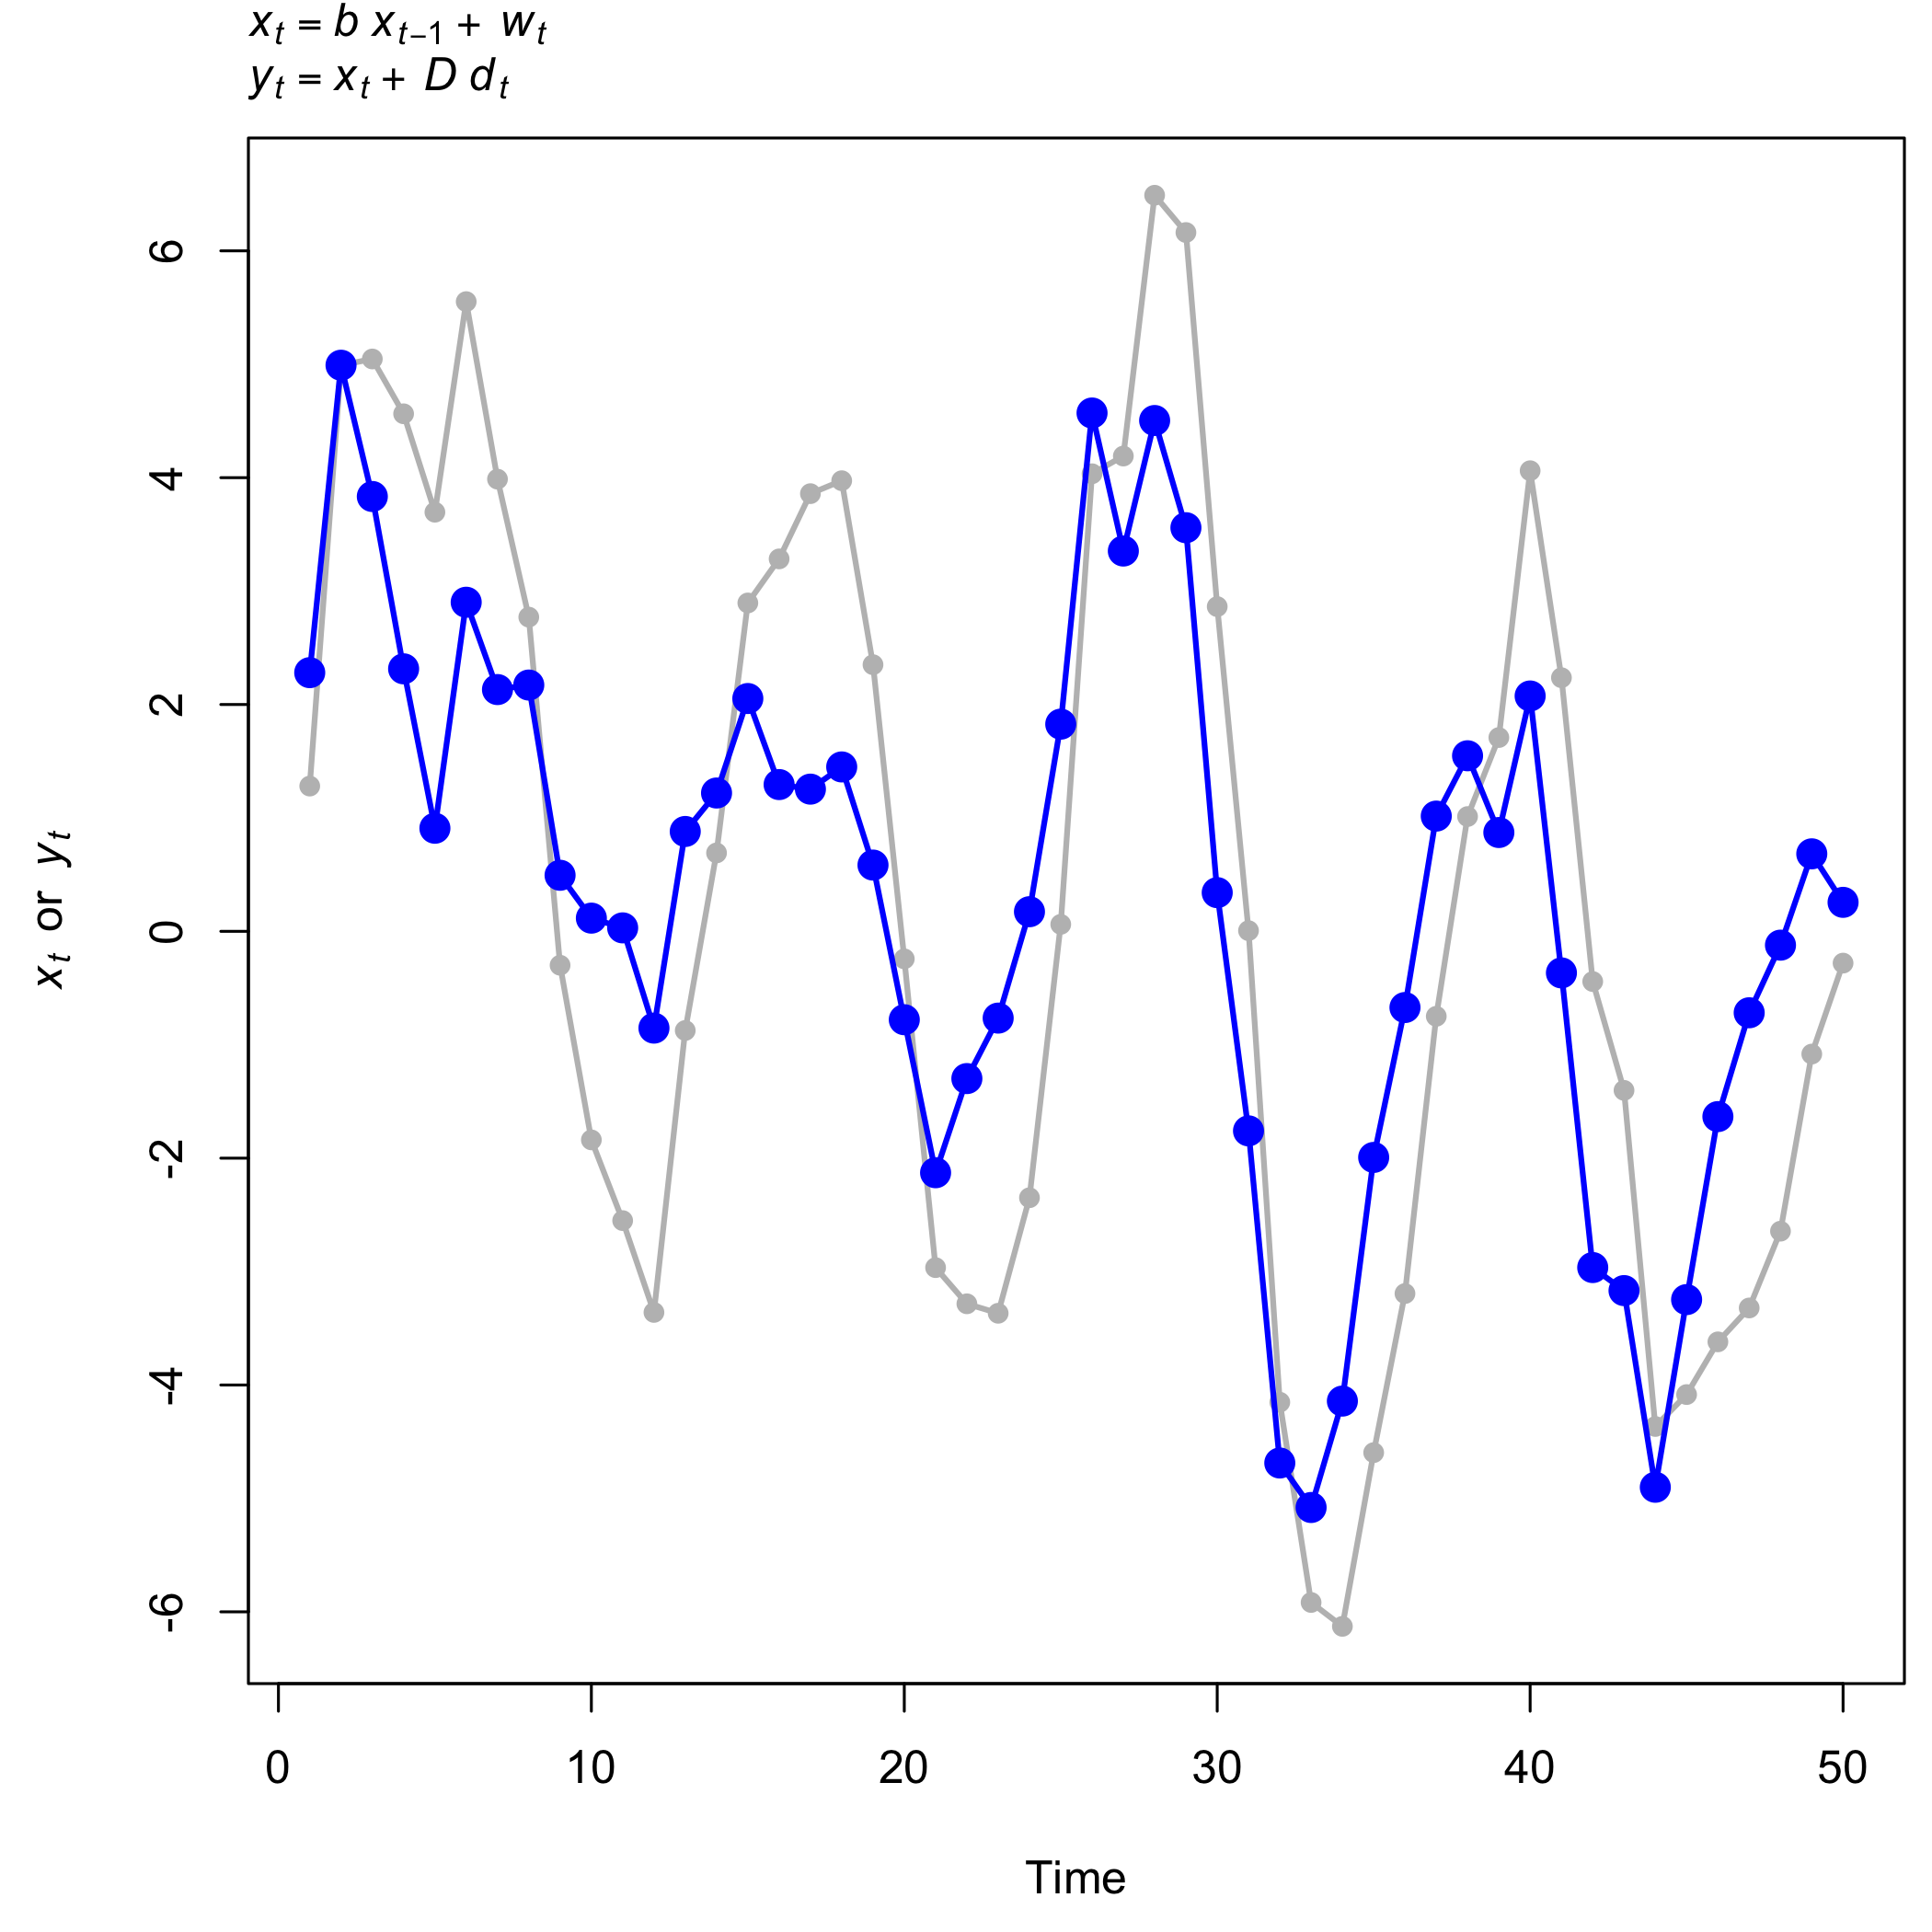 x_t = b x_{t−1} + w_t
y_t = x_t + D d_t
x_t or y_t
6
4
2
0
-2
-4
-6
0 10 20 30 40 50
Time